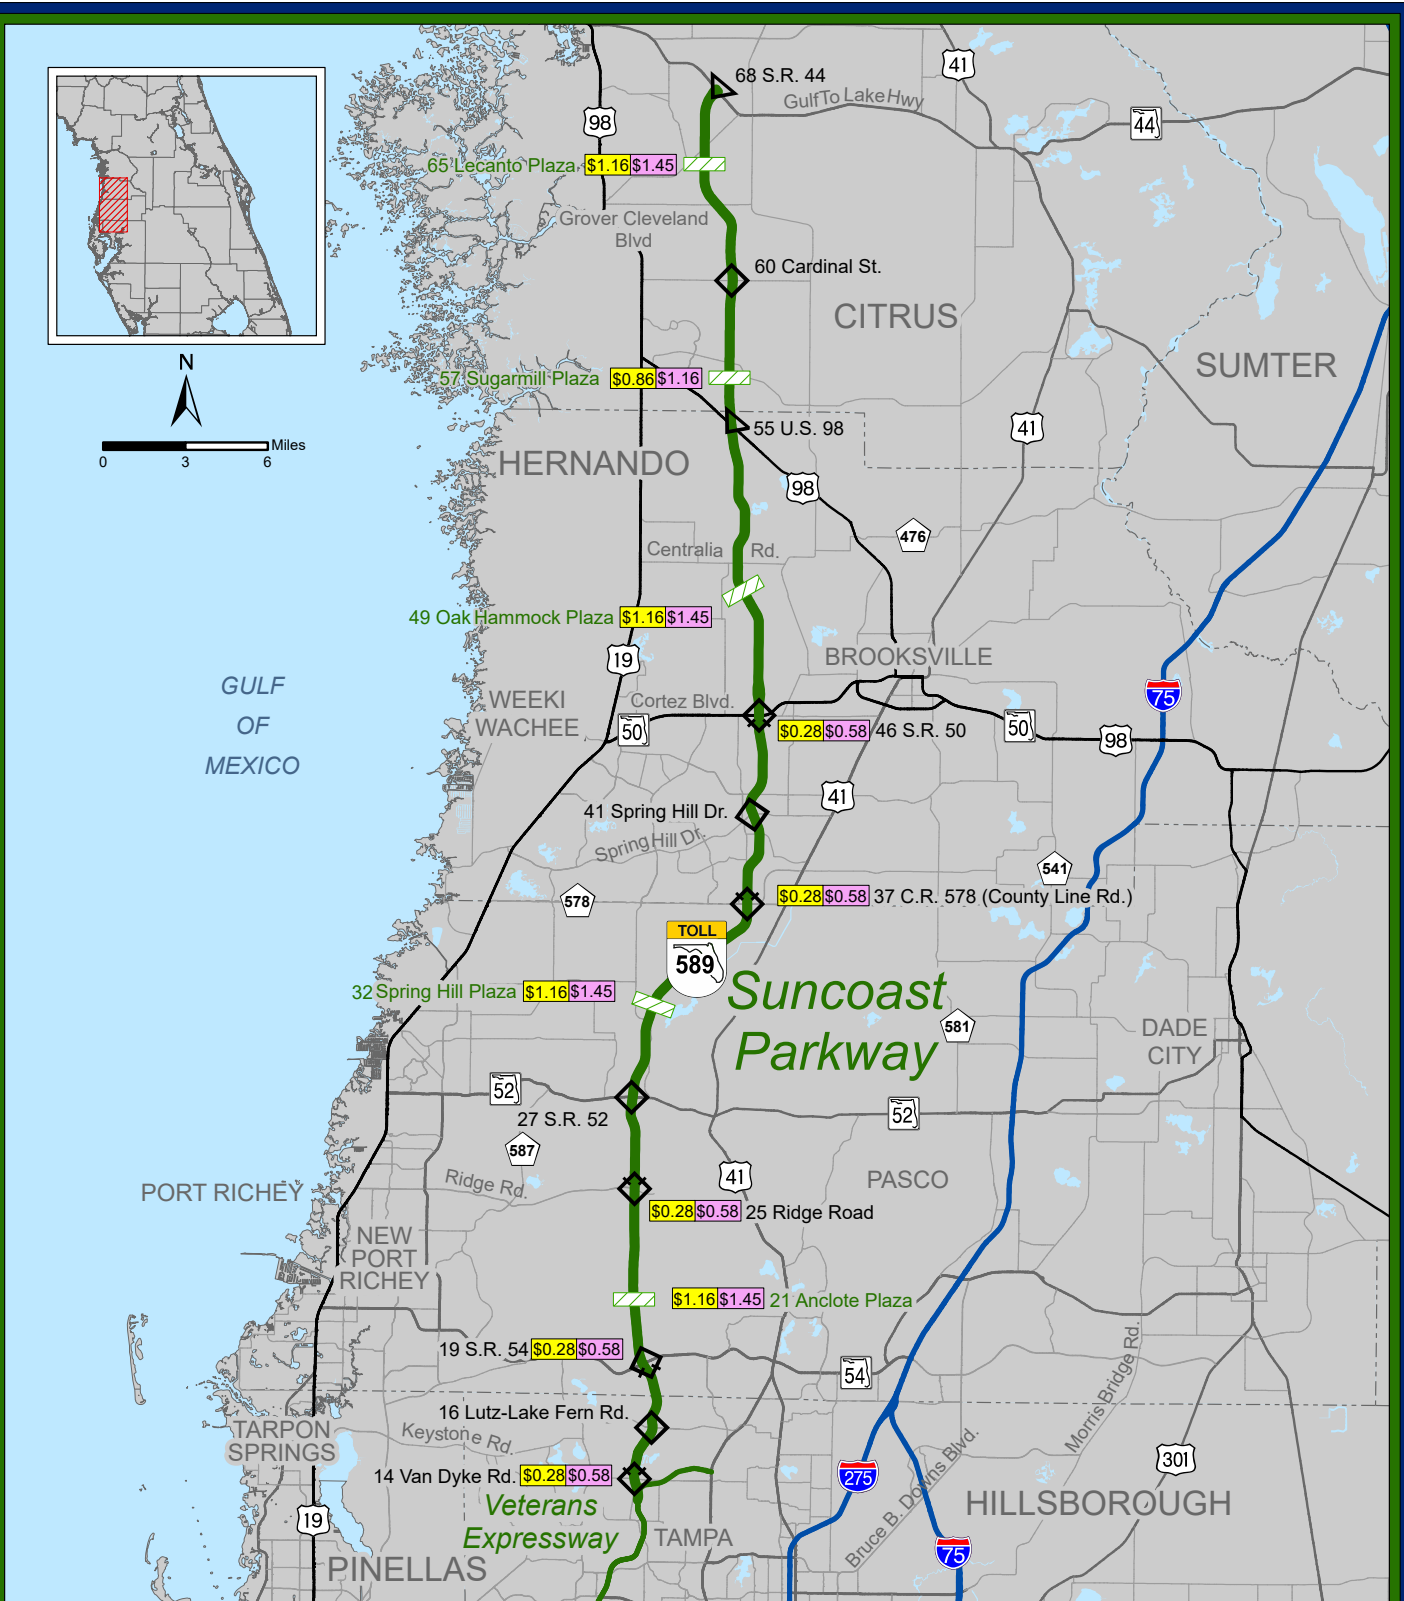 68 S.R. 44
Gulf To Lake Hwy
41
44
98
65 Lecanto Plaza $1.16 $1.45
Grover Cleveland
Blvd
60 Cardinal St.
CITRUS
SUMTER
N
57 Sugarmill Plaza $0.86 $1.16
55 U.S. 98
41
Miles
0 3 6
HERNANDO
98
476
Centralia Rd.
49 Oak Hammock Plaza $1.16 $1.45
19
BROOKSVILLE
GULF
OF
MEXICO
WEEKI
WACHEE
Cortez Blvd.
50
$0.28 $0.58 46 S.R. 50
50
98
75
41
41 Spring Hill Dr.
Spring Hill Dr.
541
578
$0.28 $0.58 37 C.R. 578 (County Line Rd.)
TOLL
589
32 Spring Hill Plaza $1.16 $1.45
Suncoast
Parkway
581
DADE
CITY
52
27 S.R. 52
52
587
41
PASCO
Ridge Rd.
PORT RICHEY
$0.28 $0.58 25 Ridge Road
NEW
PORT
RICHEY
$1.16 $1.45 21 Anclote Plaza
19 S.R. 54 $0.28 $0.58
54
Morris Bridge Rd.
16 Lutz-Lake Fern Rd.
TARPON
SPRINGS
Keystone Rd.
14 Van Dyke Rd. $0.28 $0.58
275
Bruce B. Downs Blvd.
301
HILLSBOROUGH
Veterans
Expressway
19
TAMPA
75
PINELLAS